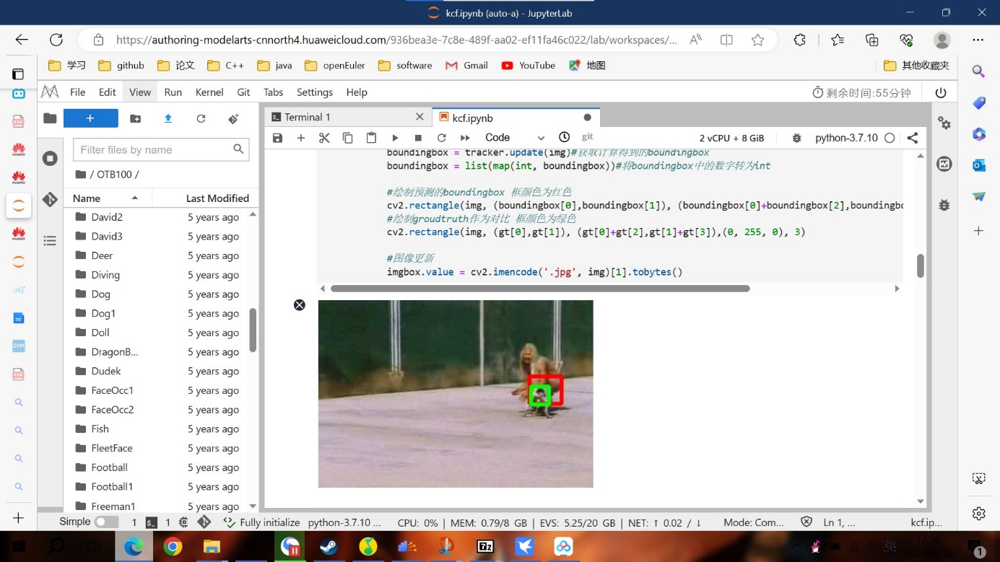 kcf.ipynb (auto-a) - JupyterLab
https://authoring-modelarts-cnnorth4.huaweicloud.com/936bea3e-7c8e-489f-aa02-ef11fa46c022/lab/workspaces/...
学习 github 论文 C++ java openEuler software Gmail YouTube 地图 其他收藏夹
File Edit View Run Kernel Git Tabs Settings Help 剩余时间:55分钟
Terminal 1 kcf.ipynb
Code git 2 vCPU + 8 GiB python-3.7.10
Filter files by name
/ OTB100 /
Name Last Modified
David2 5 years ago
David3 5 years ago
Deer 5 years ago
Diving 5 years ago
Dog 5 years ago
Dog1 5 years ago
Doll 5 years ago
DragonB... 5 years ago
Dudek 5 years ago
FaceOcc1 5 years ago
FaceOcc2 5 years ago
Fish 5 years ago
FleetFace 5 years ago
Football 5 years ago
Football1 5 years ago
Freeman1 5 years ago
boundingbox = tracker.update(img)#获取计算得到的boundingbox
boundingbox = list(map(int, boundingbox))#将boundingbox中的数字转为int
#绘制预测的boundingbox 框颜色为红色
cv2.rectangle(img, (boundingbox[0],boundingbox[1]), (boundingbox[0]+boundingbox[2],boundingbo
#绘制groudtruth作为对比 框颜色为绿色
cv2.rectangle(img, (gt[0],gt[1]), (gt[0]+gt[2],gt[1]+gt[3]),(0, 255, 0), 3)
#图像更新
imgbox.value = cv2.imencode('.jpg', img)[1].tobytes()
Simple 1 1 Fully initialize python-3.7.10 ... CPU: 0% | MEM: 0.79/8 GB | EVS: 5.25/20 GB | NET: ↑ 0.02 / ↓ Mode: Com... Ln 1, ... kcf.ip...